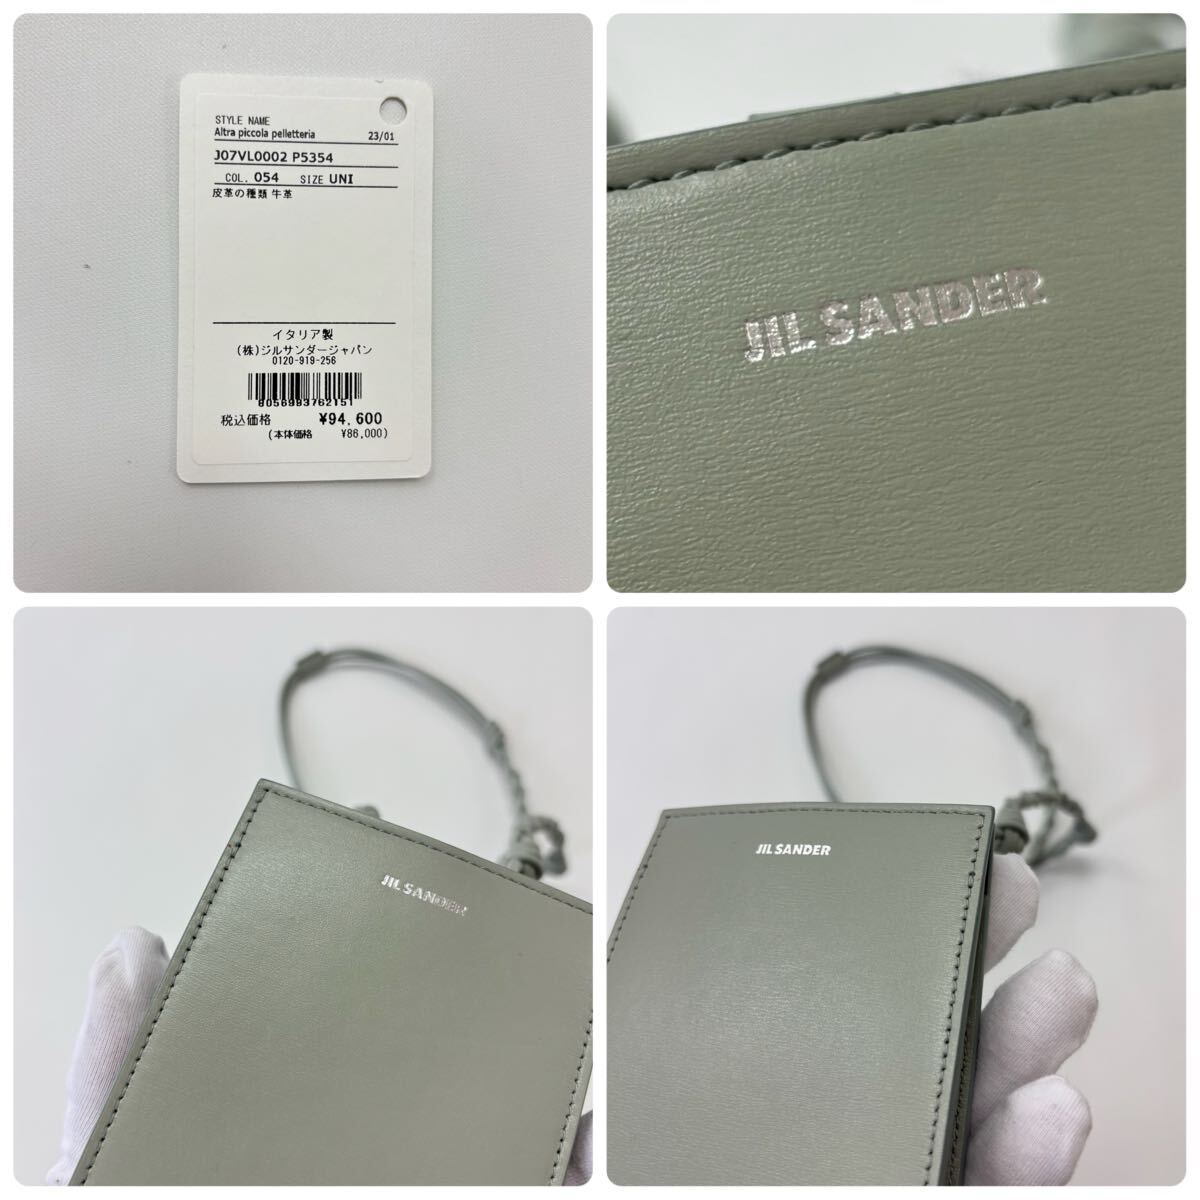 STYLE NAME
Altra piccola pelletteria 23/01
J07VL0002 P5354
COL. 054 SIZE UNI
皮革の種類 牛革
イタリア製
(株)ジルサンダージャパン
0120-919-256
8056993762151
税込価格 ¥94,600
(本体価格 ¥86,000)
JIL SANDER
JIL SANDER
JIL SANDER